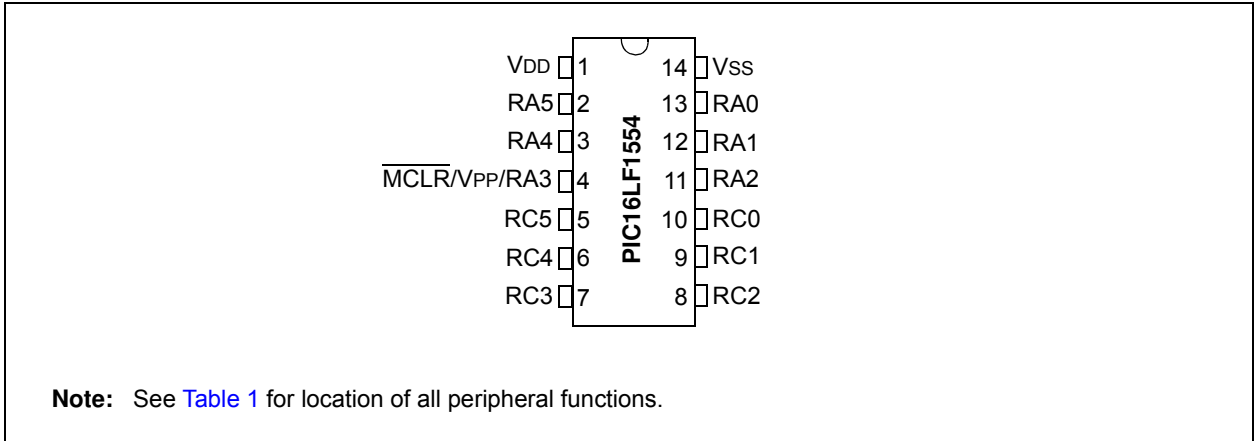 VDD 1 14 VSS
RA5 2 13 RA0
RA4 3 12 RA1
MCLR/VPP/RA3 4 11 RA2
RC5 5 10 RC0
RC4 6 9 RC1
RC3 7 8 RC2
PIC16LF1554
Note: See Table 1 for location of all peripheral functions.